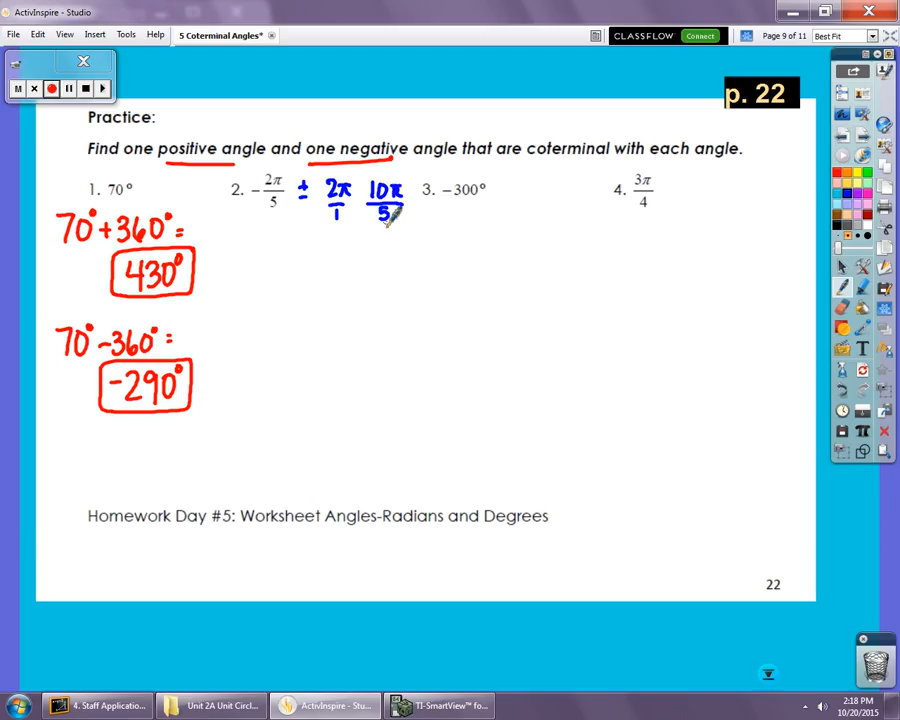 ActivInspire - Studio
File Edit View Insert Tools Help
5 Coterminal Angles*
CLASSFLOW Connect
Page 9 of 11
Best Fit
M
p. 22
Practice:
Find one positive angle and one negative angle that are coterminal with each angle.
1. 70° 2. -2π/5 ± 2π/1 10π/5 3. -300° 4. 3π/4
70° + 360° =
430°
70° - 360° =
-290°
Homework Day #5: Worksheet Angles-Radians and Degrees
22
4. Staff Applicatio...
Unit 2A Unit Circl...
ActivInspire - Stu...
TI-SmartView™ fo...
2:18 PM
10/20/2015